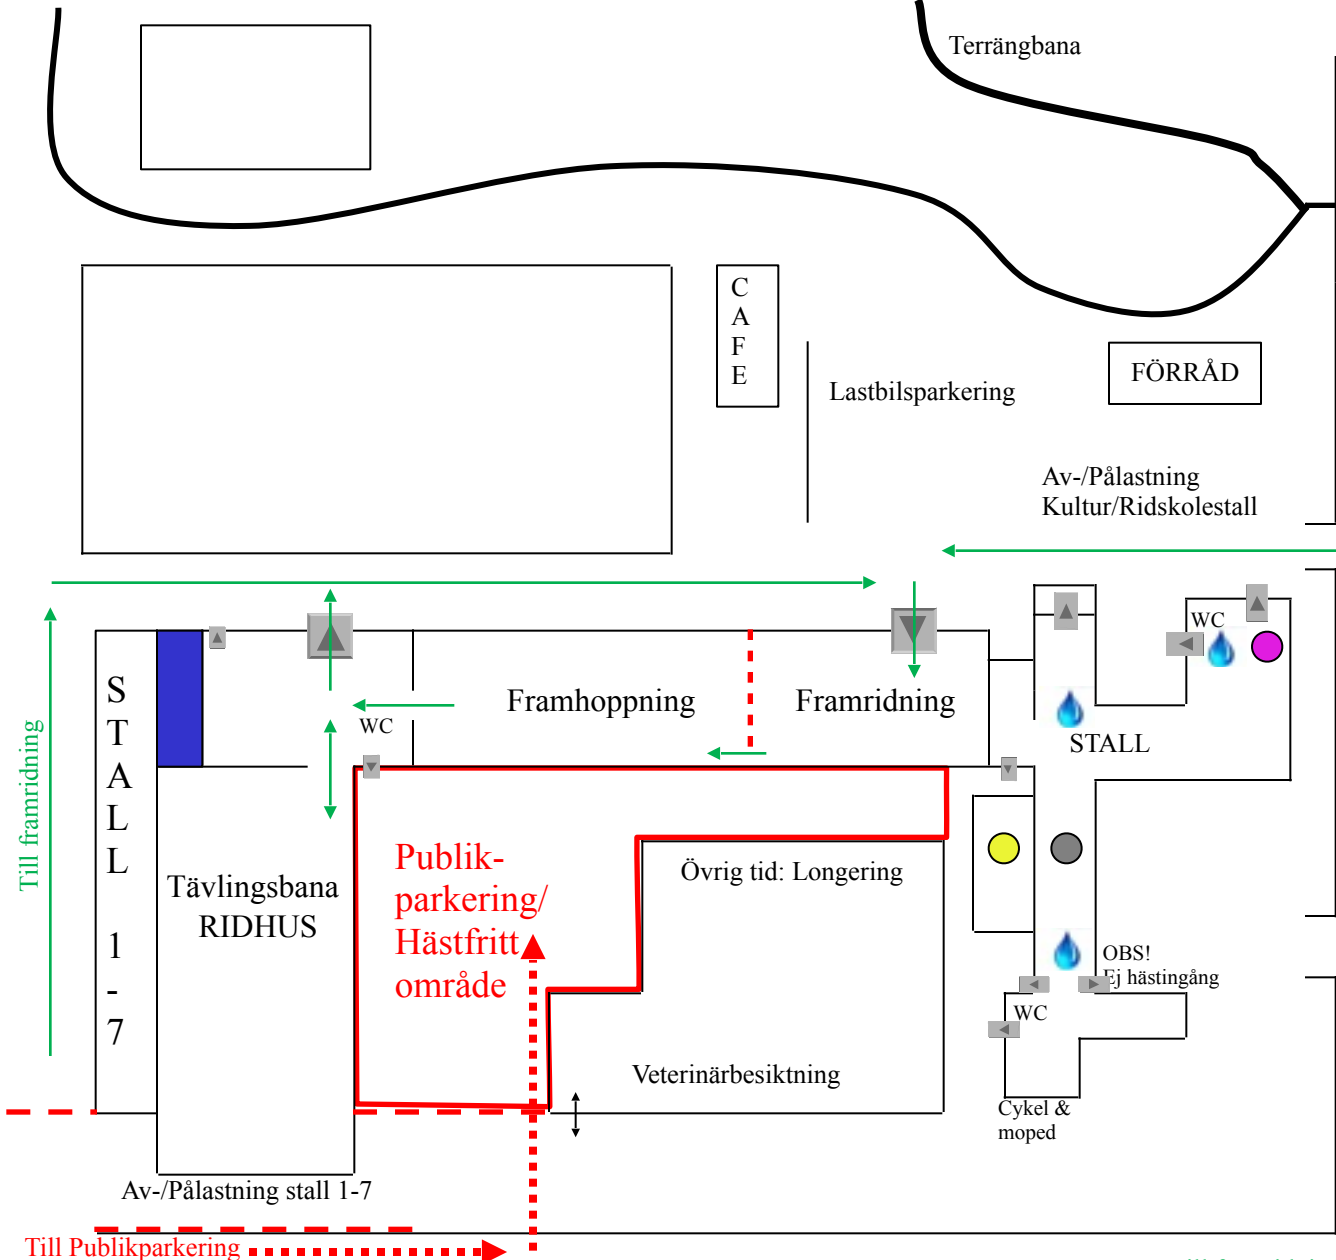 Terrängbana
C
A
F
E
Lastbilsparkering
FÖRRÅD
Av-/Pålastning
Kultur/Ridskolestall
WC
S
T
A
L
L
1
-
7
Framhoppning
Framridning
WC
STALL
Till framridning
Publik-
parkering/
Hästfritt
område
Övrig tid: Longering
Tävlingsbana
RIDHUS
OBS!
Ej hästingång
WC
Veterinärbesiktning
Cykel &
moped
Av-/Pålastning stall 1-7
Till Publikparkering